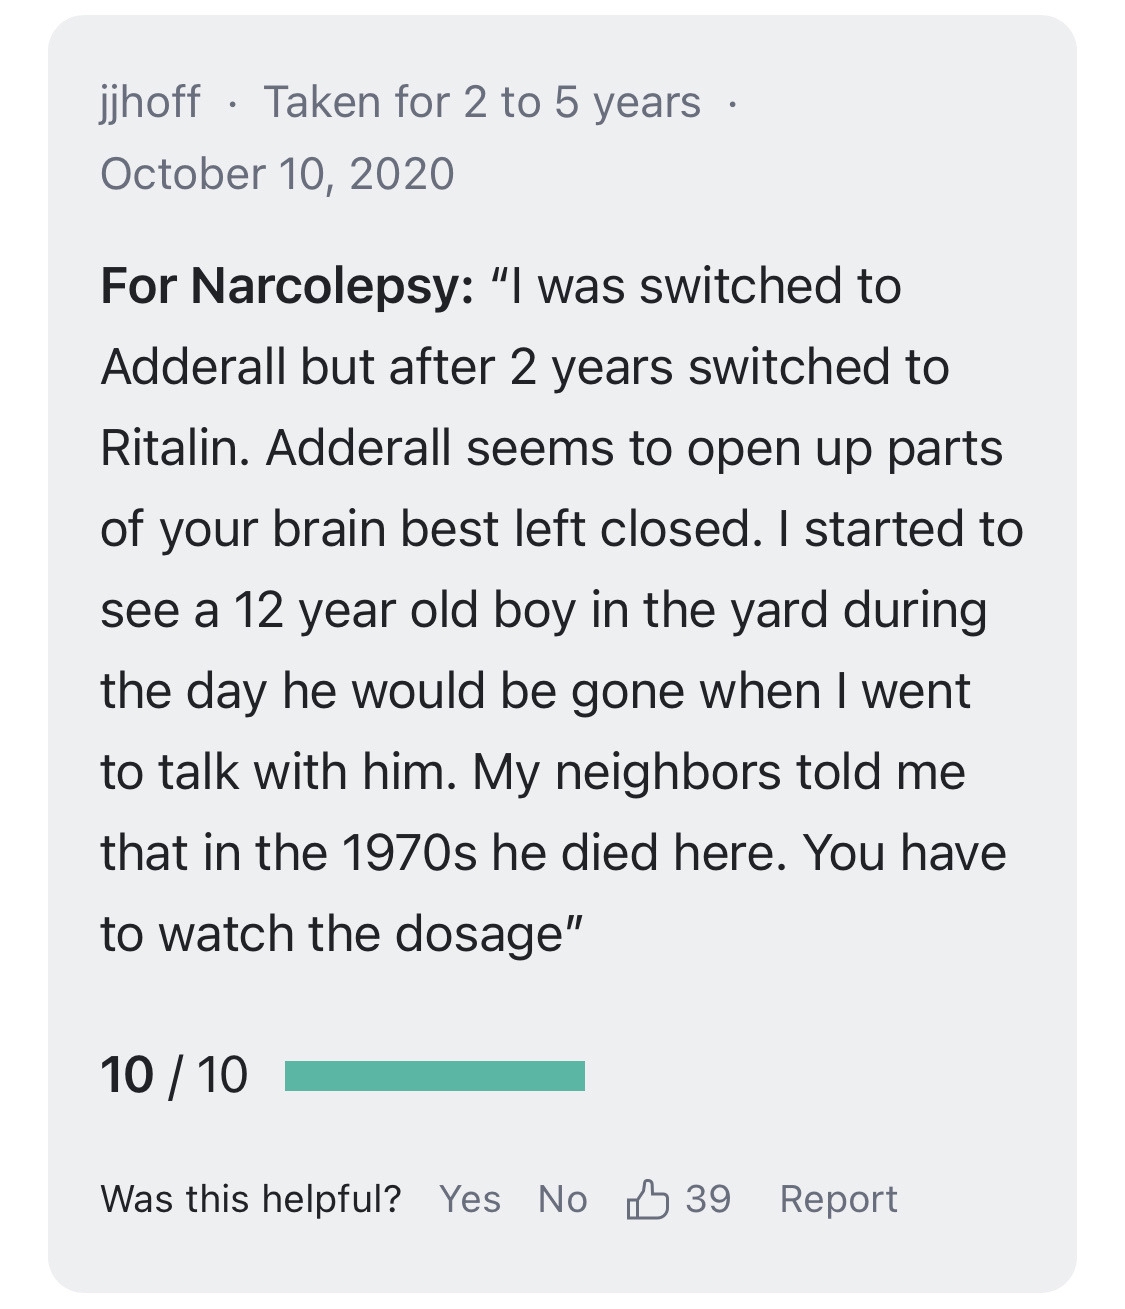 jjhoff · Taken for 2 to 5 years ·
October 10, 2020
For Narcolepsy: “I was switched to
Adderall but after 2 years switched to
Ritalin. Adderall seems to open up parts
of your brain best left closed. I started to
see a 12 year old boy in the yard during
the day he would be gone when I went
to talk with him. My neighbors told me
that in the 1970s he died here. You have
to watch the dosage”
10 / 10
Was this helpful? Yes No 39 Report